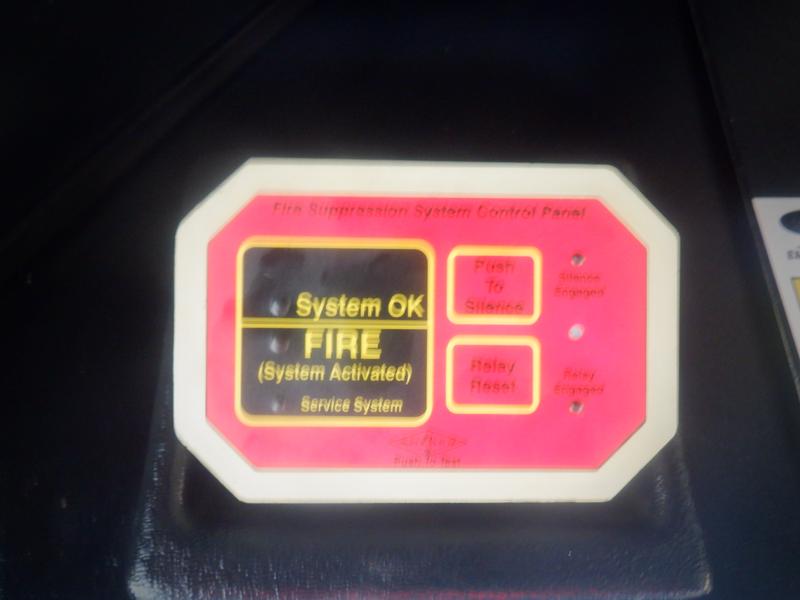 Fire Suppression System Control Panel
System OK
FIRE
(System Activated)
Service System
Push
To
Silence
Relay
Reset
Silence
Engaged
Relay
Engaged
Push to Test